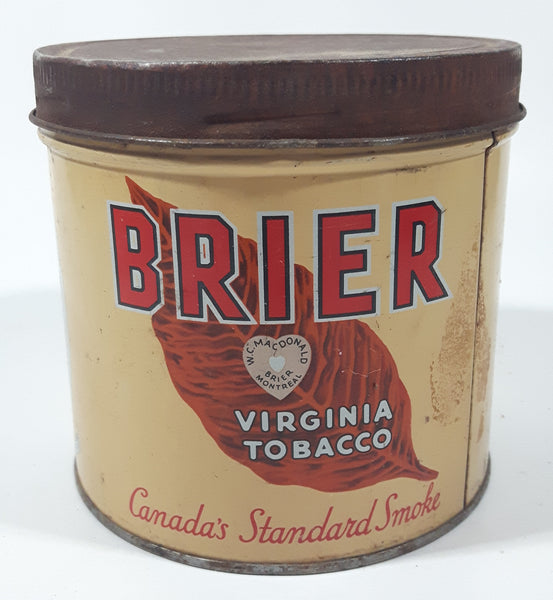 BRIER
W.C. MACDONALD
BRIER
MONTREAL
VIRGINIA
TOBACCO
Canada's Standard Smoke